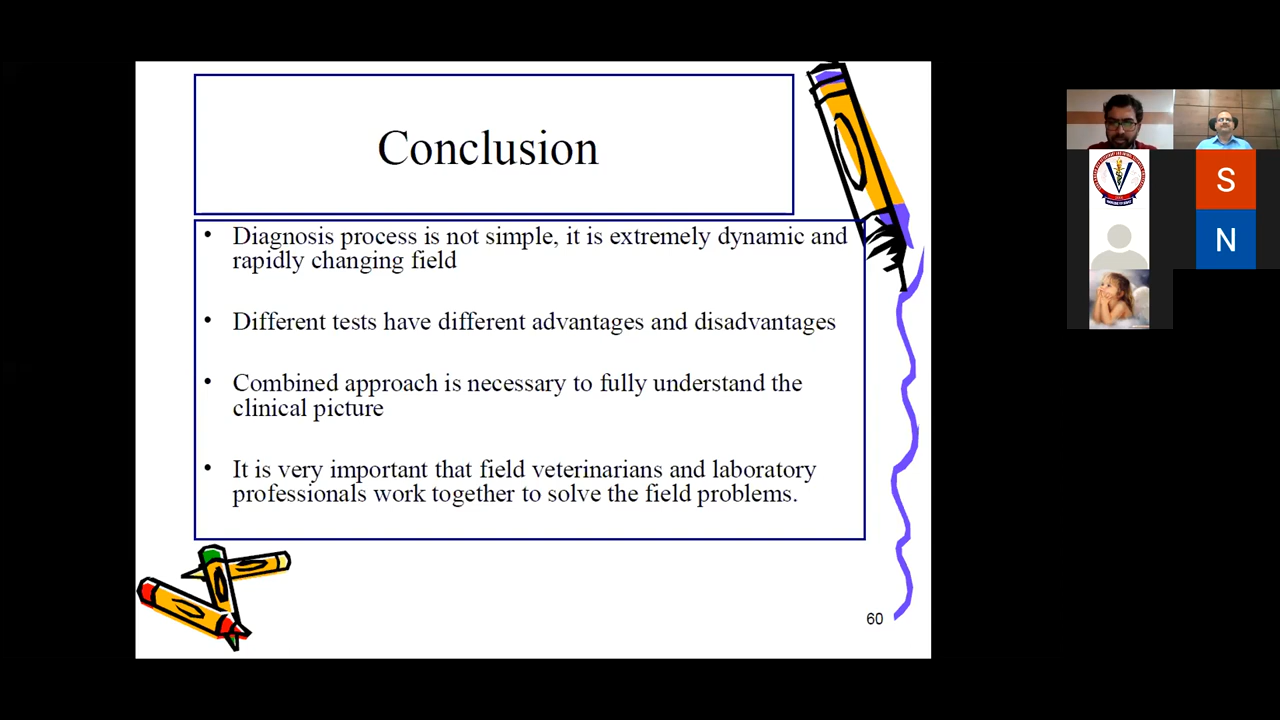 Conclusion
• Diagnosis process is not simple, it is extremely dynamic and
rapidly changing field
• Different tests have different advantages and disadvantages
• Combined approach is necessary to fully understand the
clinical picture
• It is very important that field veterinarians and laboratory
professionals work together to solve the field problems.
60
S
N